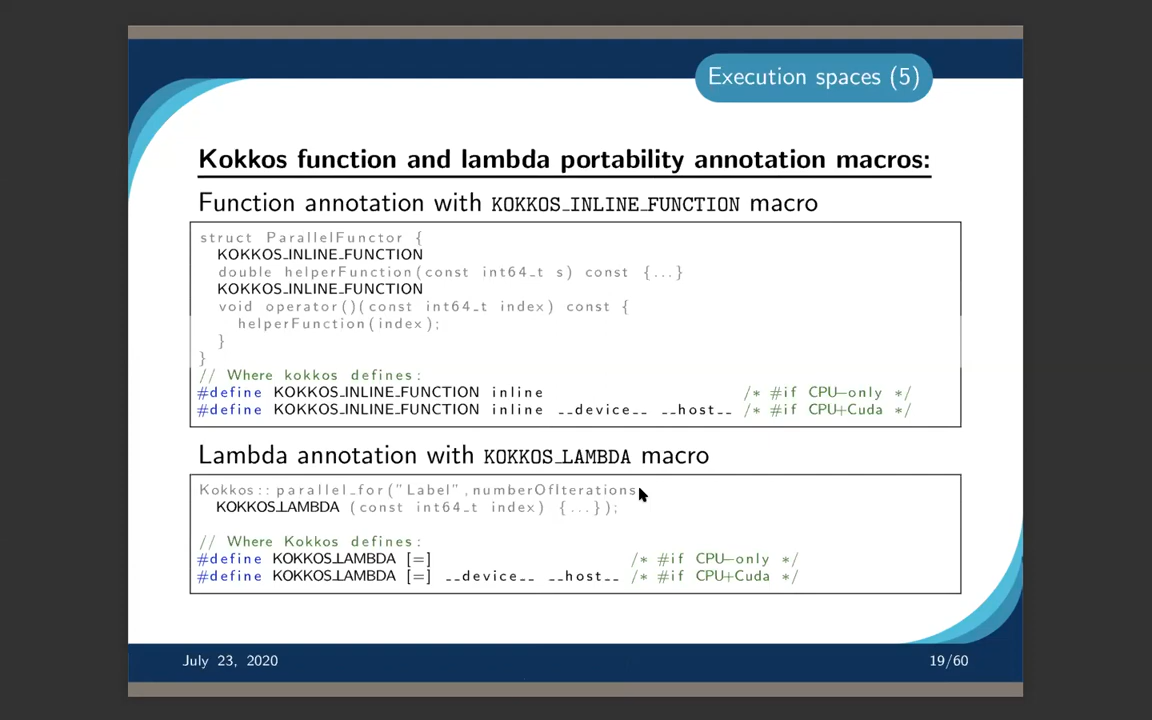 Execution spaces (5)
Kokkos function and lambda portability annotation macros:
Function annotation with KOKKOS_INLINE_FUNCTION macro
struct ParallelFunctor {
KOKKOS_INLINE_FUNCTION
double helperFunction(const int64_t s) const {...}
KOKKOS_INLINE_FUNCTION
void operator()(const int64_t index) const {
helperFunction(index);
}
}
// Where kokkos defines:
#define KOKKOS_INLINE_FUNCTION inline /* #if CPU-only */
#define KOKKOS_INLINE_FUNCTION inline __device__ __host__ /* #if CPU+Cuda */
Lambda annotation with KOKKOS_LAMBDA macro
Kokkos::parallel_for("Label",numberOfIterations
KOKKOS_LAMBDA (const int64_t index) {...});
// Where Kokkos defines:
#define KOKKOS_LAMBDA [=] /* #if CPU-only */
#define KOKKOS_LAMBDA [=] __device__ __host__ /* #if CPU+Cuda */
July 23, 2020
19/60